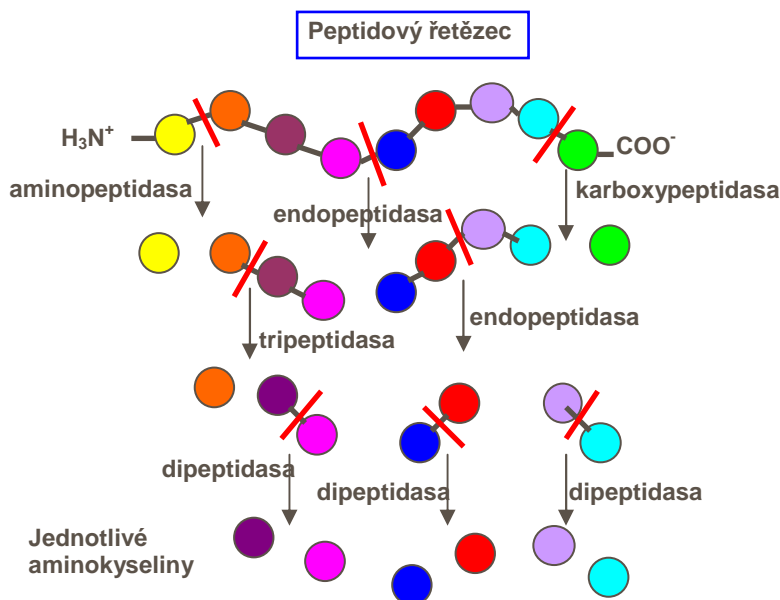 Peptidový řetězec
H₃N⁺
COO⁻
aminopeptidasa
endopeptidasa
karboxypeptidasa
tripeptidasa
endopeptidasa
dipeptidasa
dipeptidasa
dipeptidasa
Jednotlivé
aminokyseliny